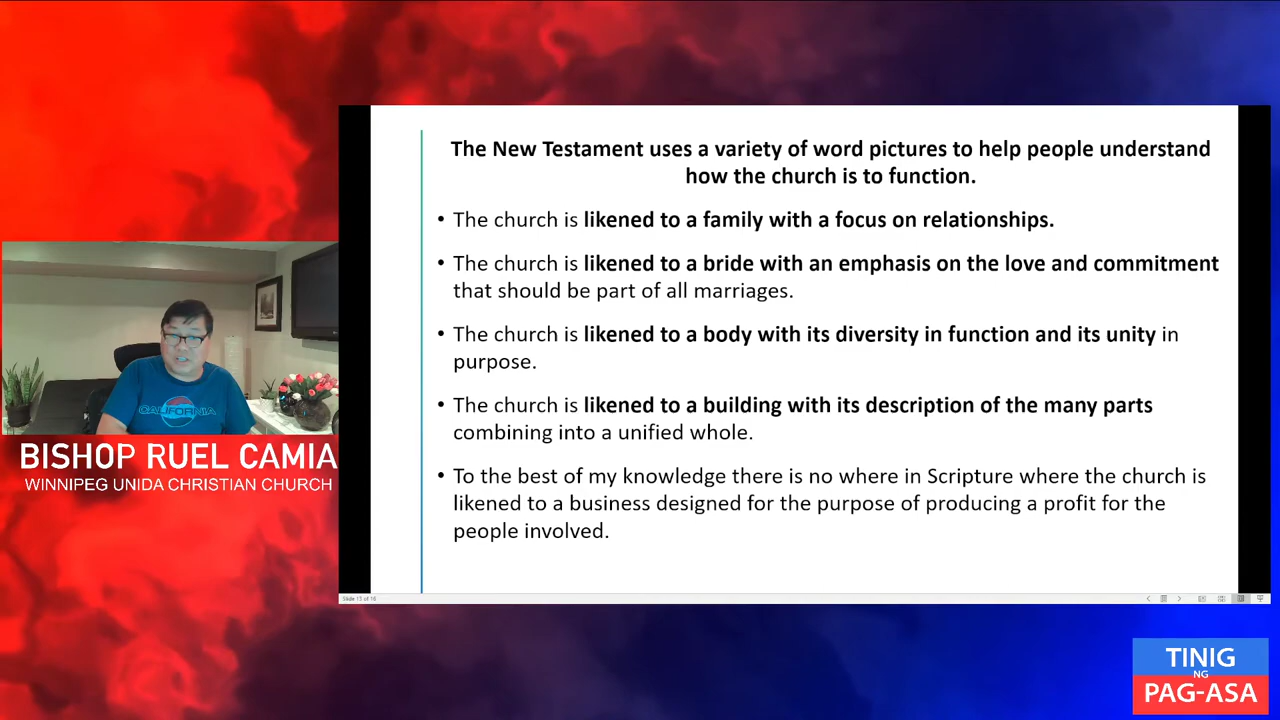 The New Testament uses a variety of word pictures to help people understand
how the church is to function.
• The church is likened to a family with a focus on relationships.
• The church is likened to a bride with an emphasis on the love and commitment
that should be part of all marriages.
• The church is likened to a body with its diversity in function and its unity in
purpose.
• The church is likened to a building with its description of the many parts
combining into a unified whole.
• To the best of my knowledge there is no where in Scripture where the church is
likened to a business designed for the purpose of producing a profit for the
people involved.
Slide 13 of 16
CALIFORNIA
BISHOP RUEL CAMIA
WINNIPEG UNIDA CHRISTIAN CHURCH
TINIG
NG
PAG-ASA